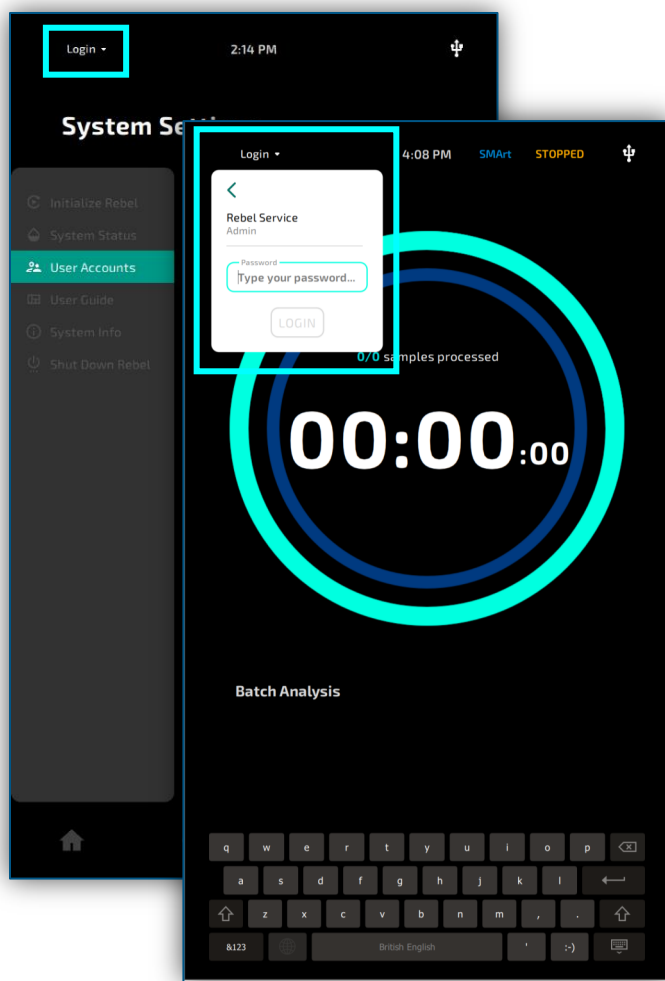 Login
2:14 PM
System Se
Initialize Rebel
System Status
User Accounts
User Guide
System Info
Shut Down Rebel
Login
4:08 PM
SMArt
STOPPED
Rebel Service
Admin
Password
Type your password...
LOGIN
0/0 samples processed
00:00:00
Batch Analysis
q w e r t y u i o p
a s d f g h j k l
z x c v b n m , .
&123 British English ' :-)